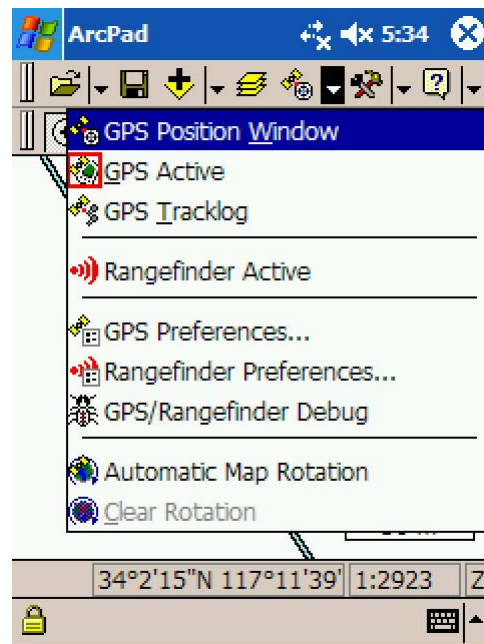 ArcPad 5:34
GPS Position Window
GPS Active
GPS Tracklog
Rangefinder Active
GPS Preferences...
Rangefinder Preferences...
GPS/Rangefinder Debug
Automatic Map Rotation
Clear Rotation
34°2'15"N 117°11'39' 1:2923 Z